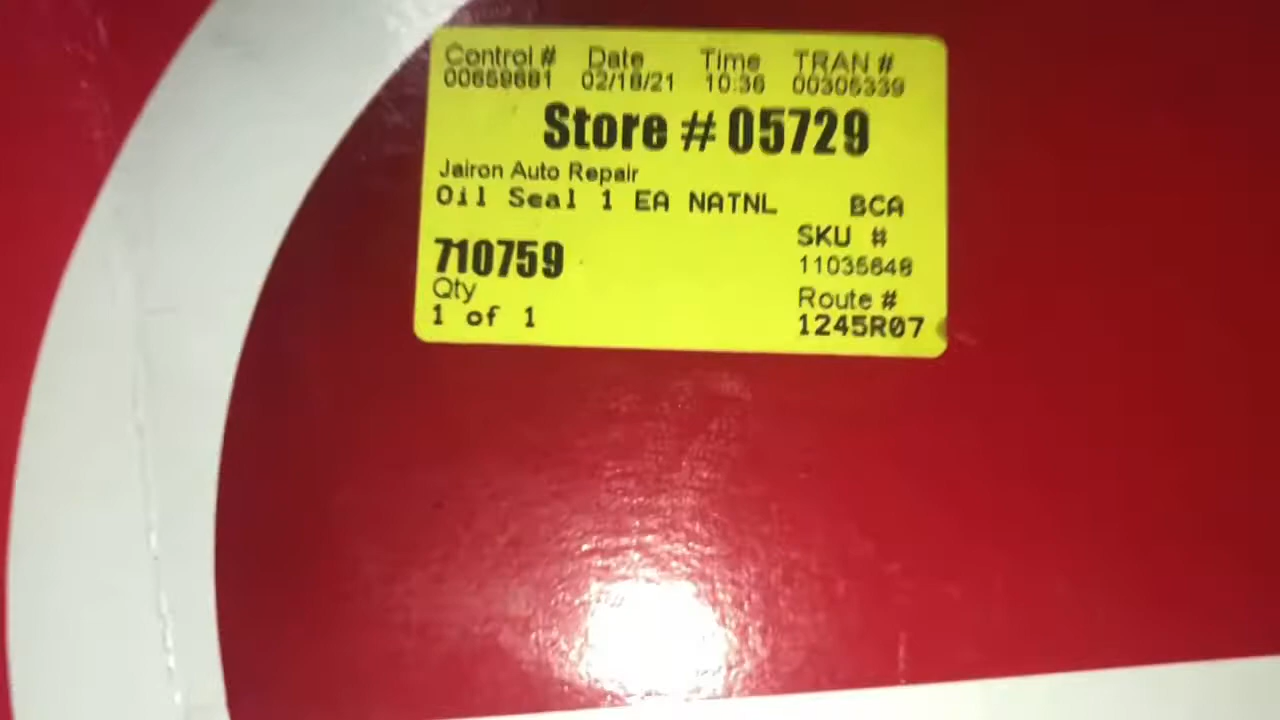 Control # Date Time TRAN #
00659681 02/18/21 10:36 00305339
Store # 05729
Jairon Auto Repair
Oil Seal 1 EA NATNL BCA
SKU #
710759 11035648
Qty Route #
1 of 1 1245R07